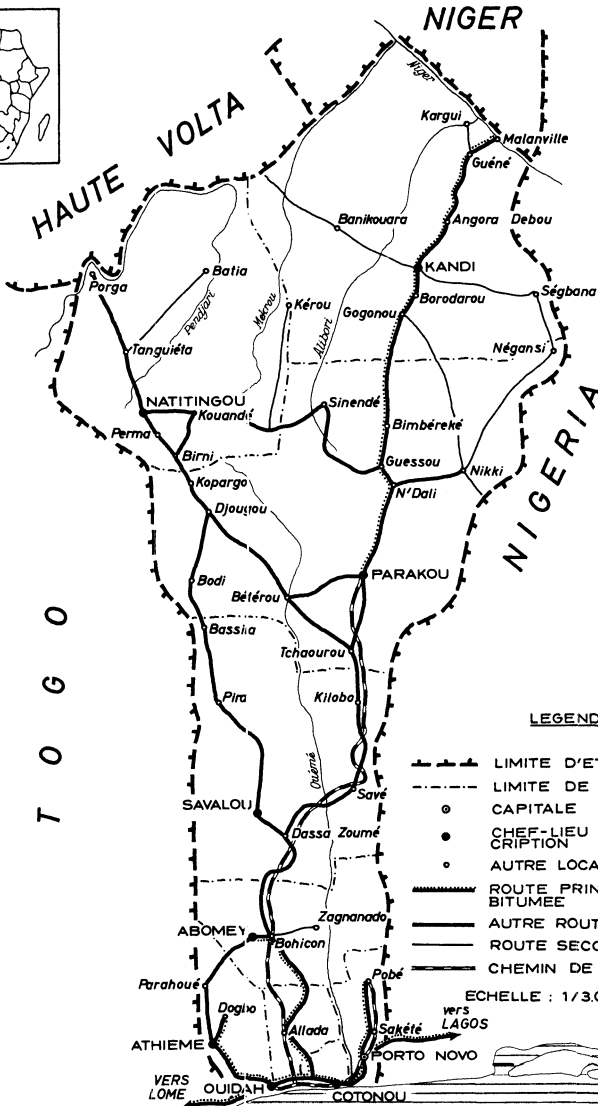 NIGER
HAUTE VOLTA
Niger
Kargui
Malanville
Guéné
Banikouara
Angora Debou
KANDI
Batia
Porga
Pendjari
Mekrou
Kérou
Borodarou
Ségbana
Gogonou
Alibori
Tanguiéta
Négansi
NATITINGOU
Kouandé
Sinendé
Perma
Bimbéréké
NIGERIA
Birni
Guessou
Nikki
Kopargo
N'Dali
Djougou
PARAKOU
Bodi
Bétérou
TOGO
Bassila
Tchaourou
Pira
Kilobo
Ouémé
Savé
SAVALOU
Dassa Zoumé
Zagnanado
ABOMEY
Bohicon
Parahoué
Pobé
Dogbo
Allada
Sakété
vers
LAGOS
ATHIEME
PORTO NOVO
VERS
LOME
OUIDAH
COTONOU
LEGEND
LIMITE D'ET
LIMITE DE
CAPITALE
CHEF-LIEU
CRIPTION
AUTRE LOCA
ROUTE PRIN
BITUMEE
AUTRE ROUT
ROUTE SECO
CHEMIN DE
ECHELLE : 1/3.0